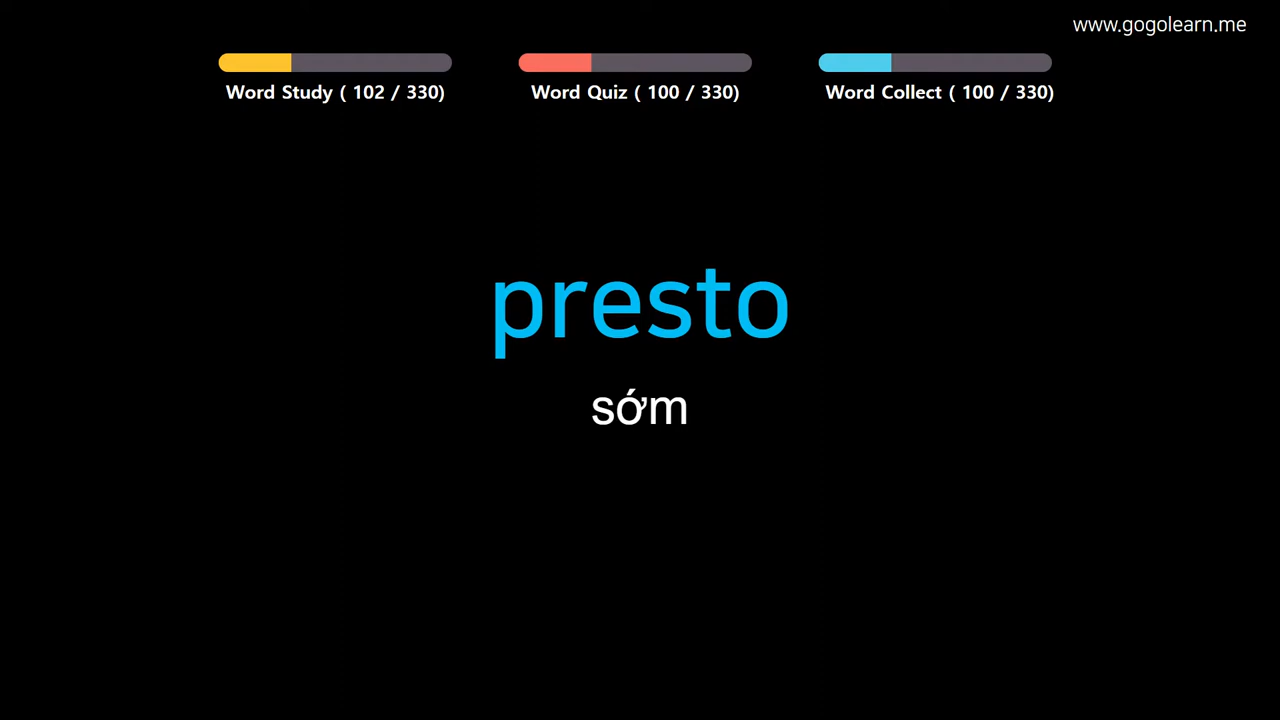 www.gogolearn.me
Word Study ( 102 / 330)
Word Quiz ( 100 / 330)
Word Collect ( 100 / 330)
presto
sớm